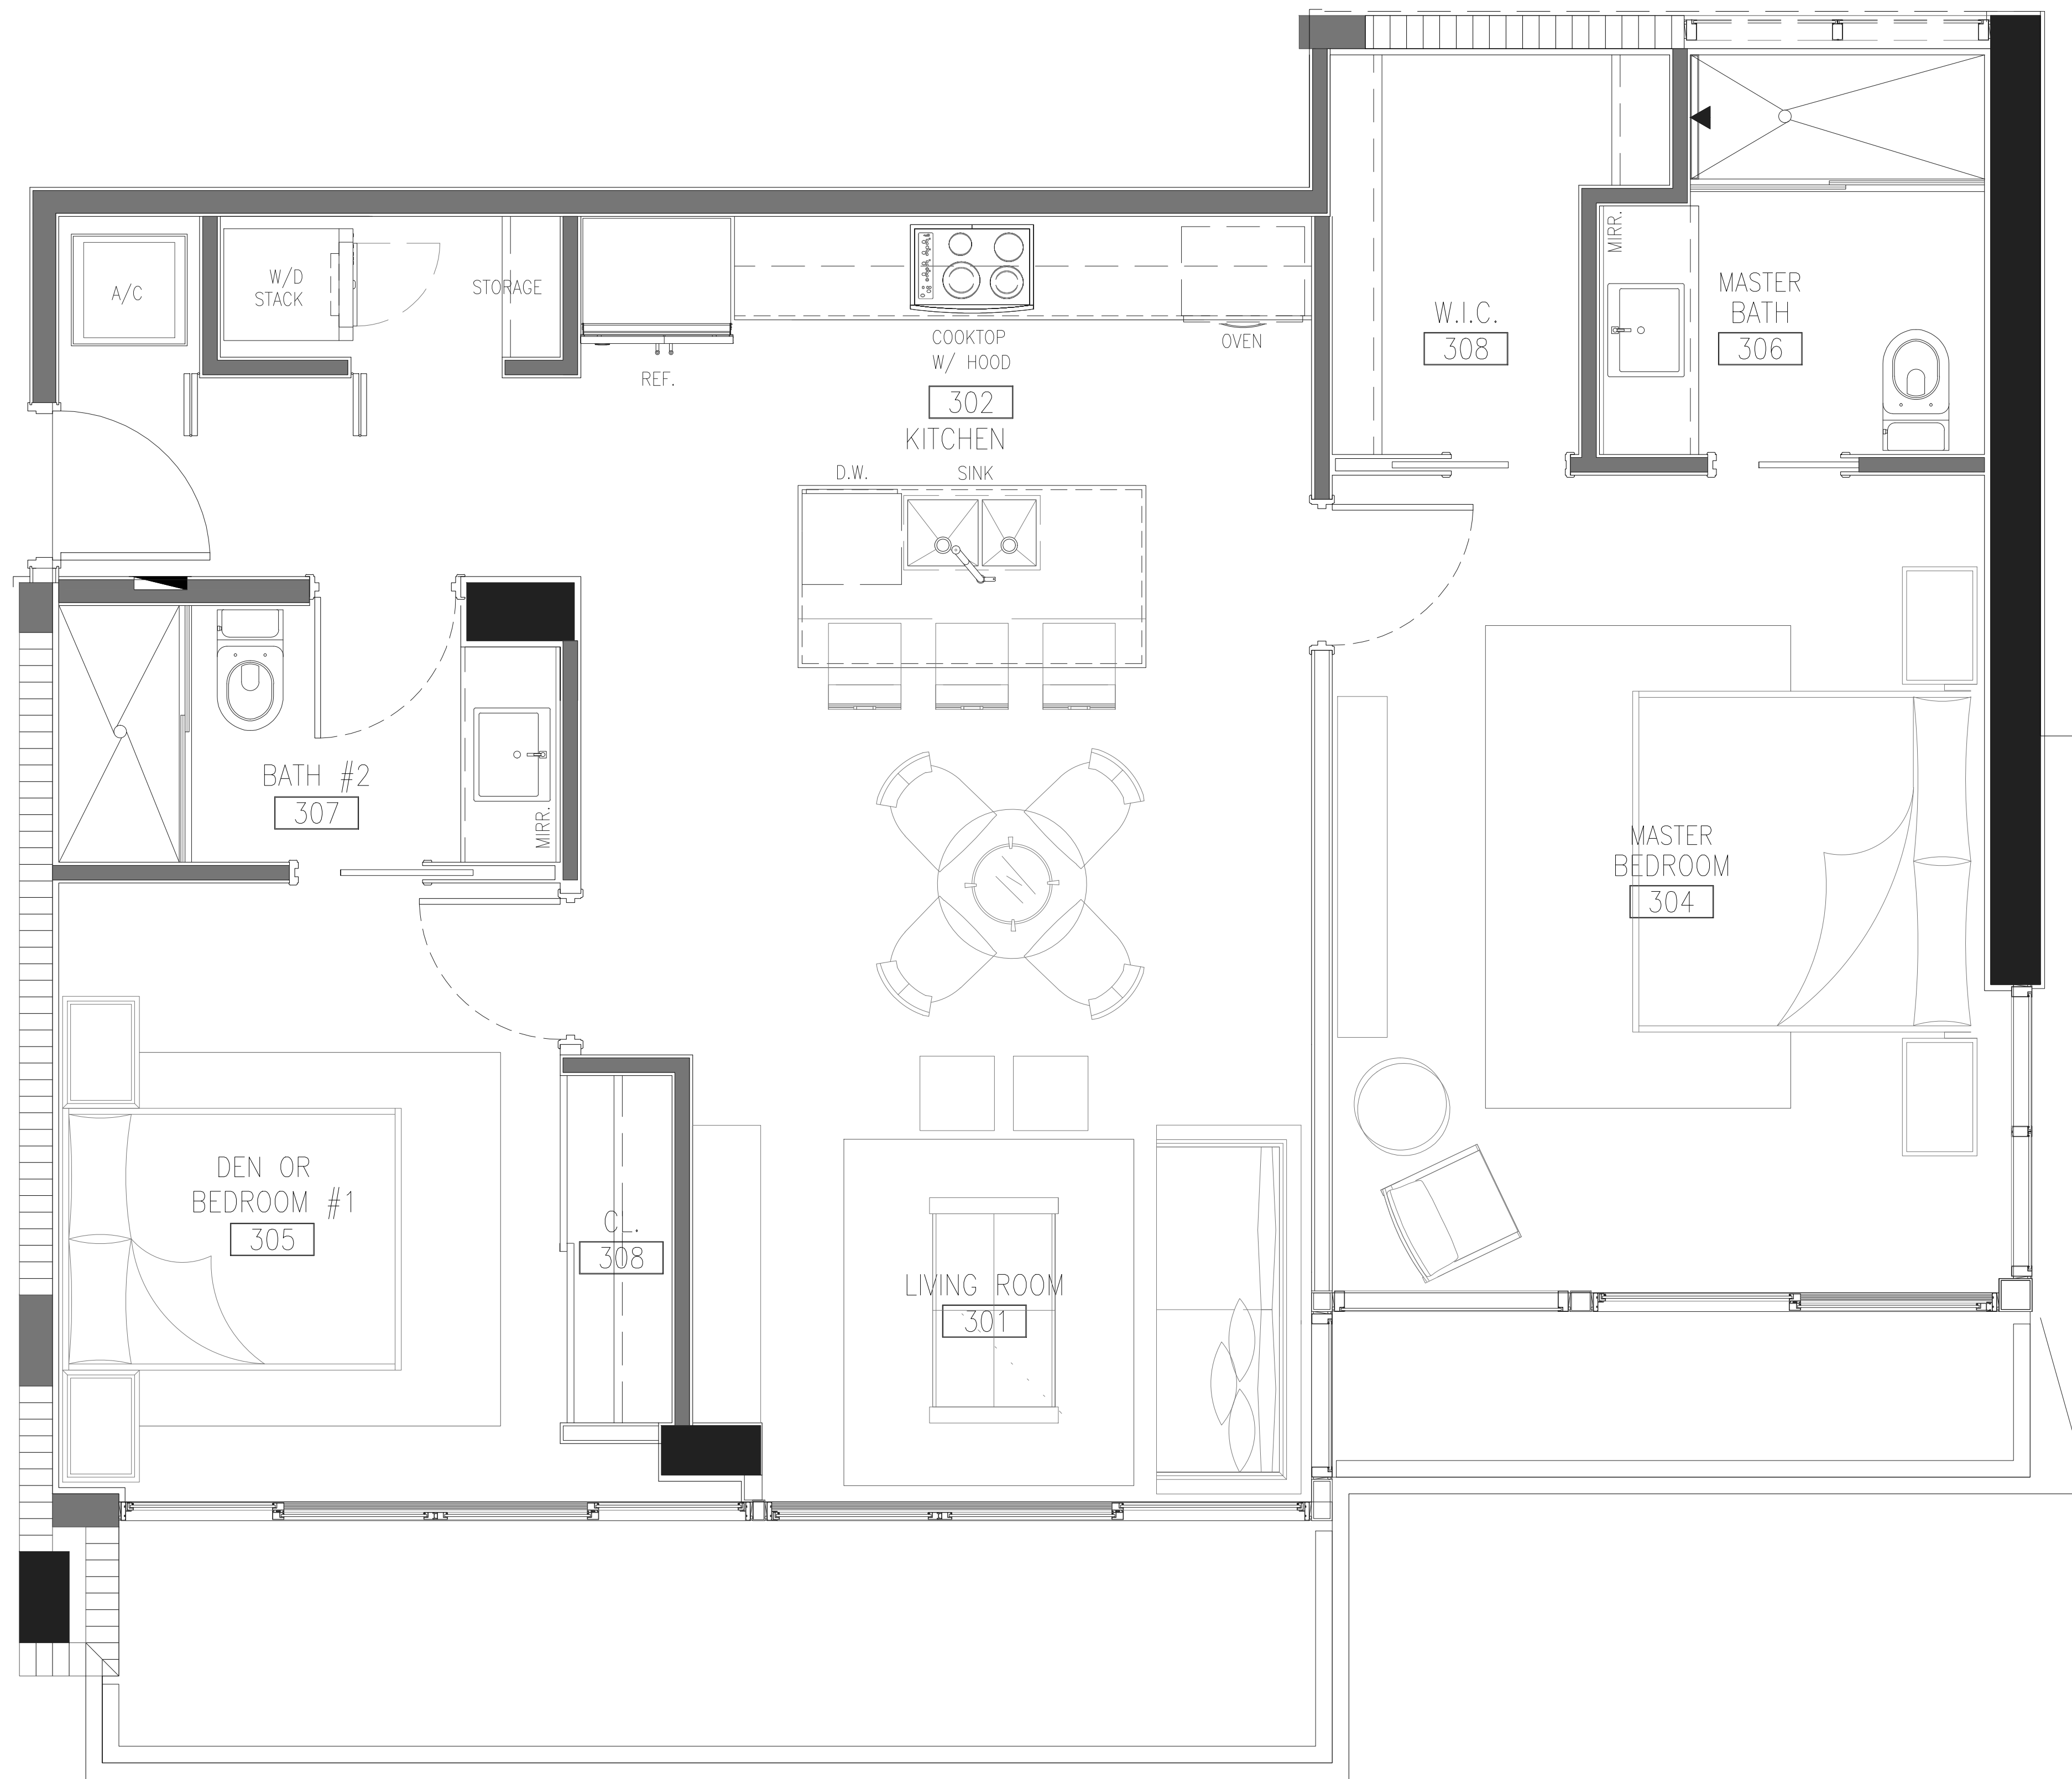 A/C
W/D
STACK
STORAGE
REF.
COOKTOP
W/ HOOD
302
KITCHEN
OVEN
D.W.
SINK
W.I.C.
308
MIRR.
MASTER
BATH
306
BATH #2
307
MIRR.
MASTER
BEDROOM
304
DEN OR
BEDROOM #1
305
CL.
308
LIVING ROOM
301